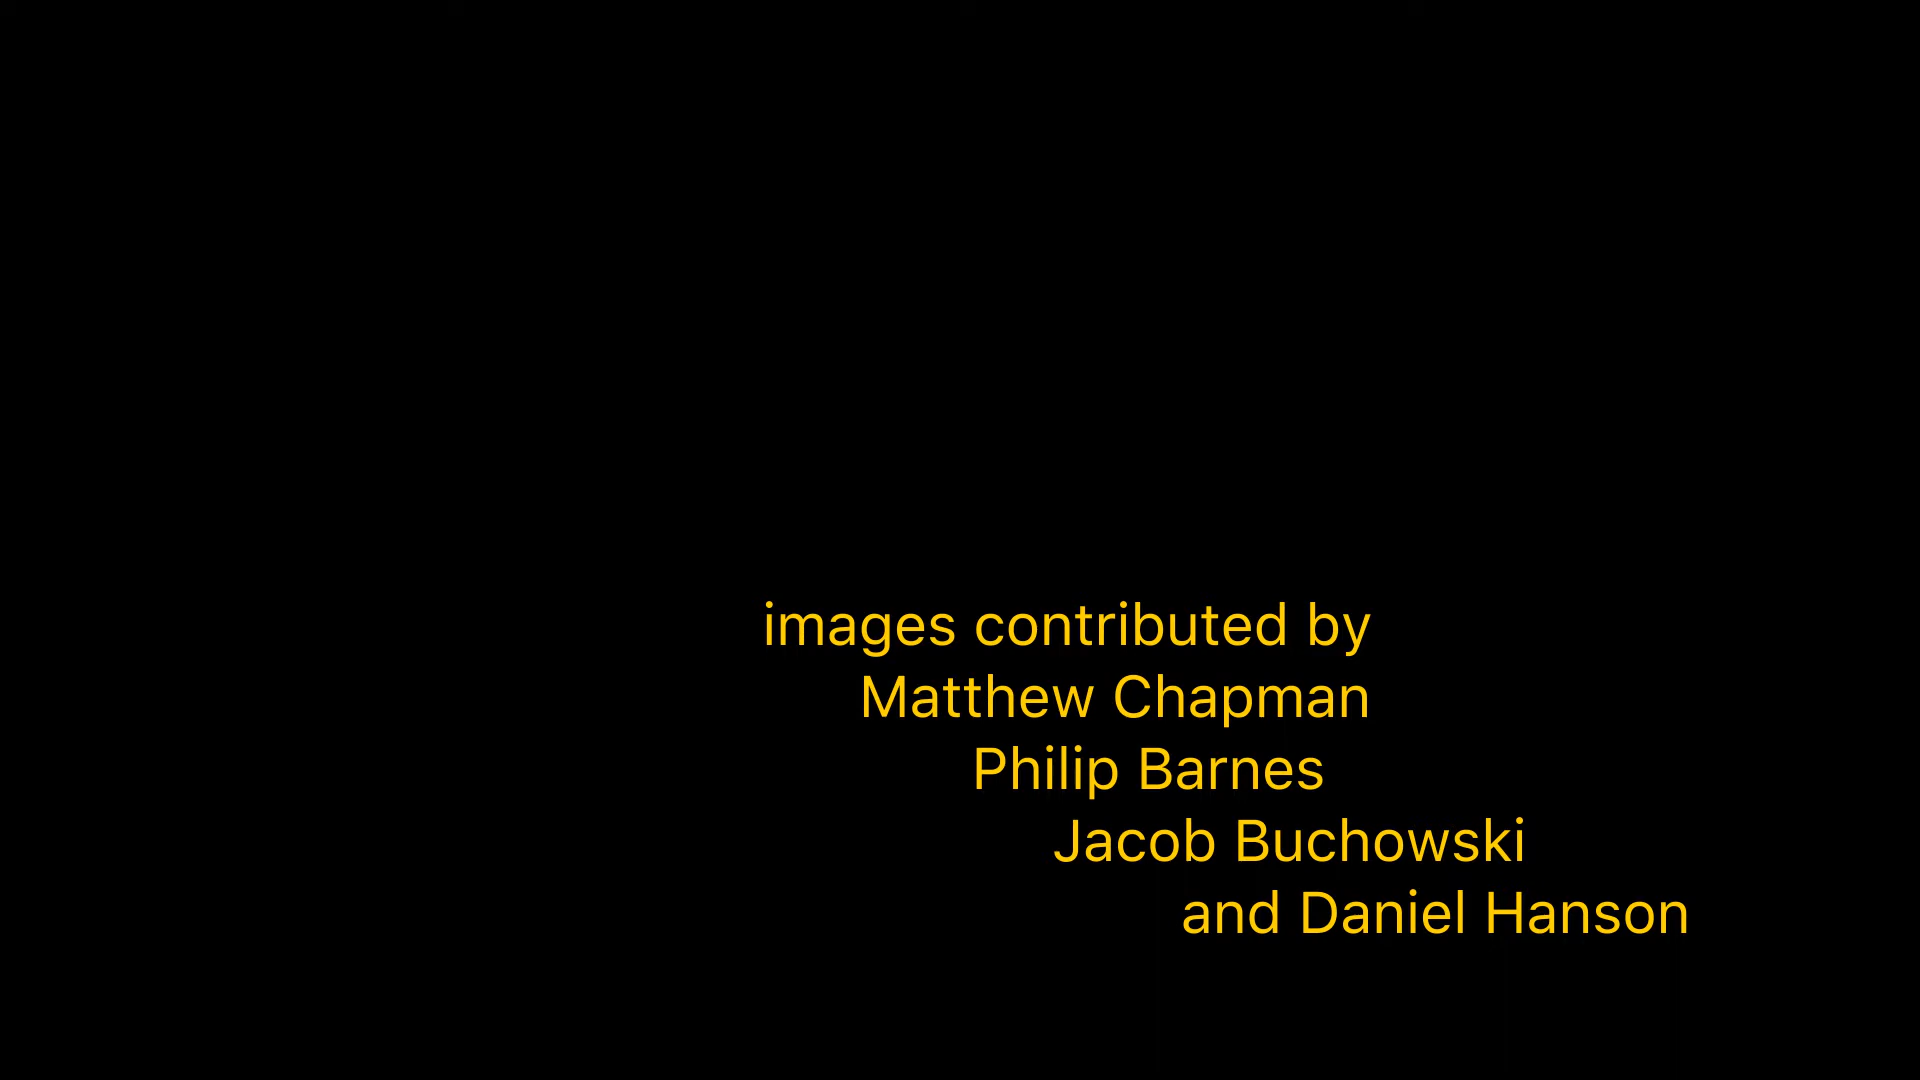 images contributed by
Matthew Chapman
Philip Barnes
Jacob Buchowski
and Daniel Hanson